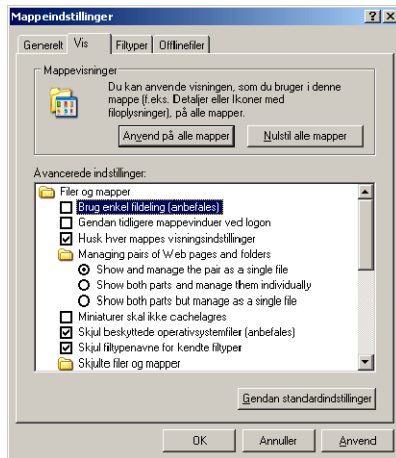 Mappeindstillinger
Generelt Vis Filtyper Offlinefiler
Mappevisninger
Du kan anvende visningen, som du bruger i denne
mappe (f.eks. Detaljer eller Ikoner med
filoplysninger), på alle mapper.
Anvend på alle mapper Nulstil alle mapper
Avancerede indstillinger:
Filer og mapper
Brug enkel fildeling (anbefales)
Gendan tidligere mappevinduer ved logon
Husk hver mappes visningsindstillinger
Managing pairs of Web pages and folders
Show and manage the pair as a single file
Show both parts and manage them individually
Show both parts but manage as a single file
Miniaturer skal ikke cachelagres
Skjul beskyttede operativsystemfiler (anbefales)
Skjul filtypenavne for kendte filtyper
Skjulte filer og mapper
Gendan standardindstillinger
OK Annuller Anvend